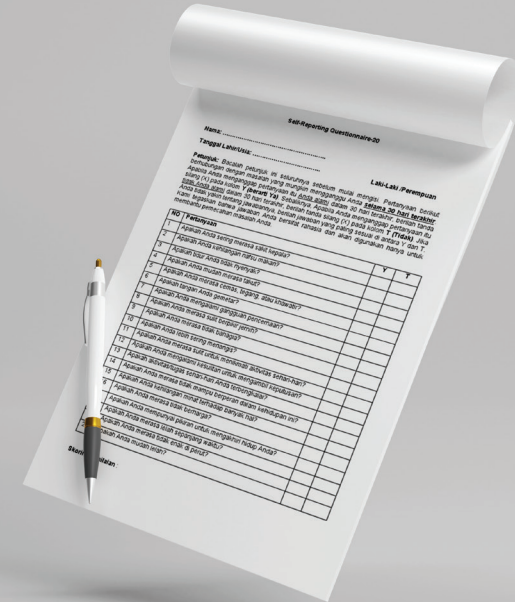 Self-Reporting Questionnaire-20
Nama: ..............................
Tanggal Lahir/Usia: ..............................
Laki-Laki /Perempuan
Petunjuk: Bacalah petunjuk ini seluruhnya sebelum mulai mengisi. Pertanyaan berikut
berhubungan dengan masalah yang mungkin mengganggu Anda selama 30 hari terakhir.
Apabila Anda menganggap pertanyaan itu Anda alami dalam 30 hari terakhir, berilah tanda
silang (X) pada kolom Y (berarti Ya). Sebaliknya, Apabila Anda menganggap pertanyaan itu
tidak Anda alami dalam 30 hari terakhir, berilah tanda silang (X) pada kolom T (Tidak). Jika
Anda tidak yakin tentang jawabannya, berilah jawaban yang paling sesuai di antara Y dan T.
Kami tegaskan bahwa, jawaban Anda bersifat rahasia dan akan digunakan hanya untuk
membantu pemecahan masalah Anda.
NO Pertanyaan Y T
1 Apakah Anda sering merasa sakit kepala?
2 Apakah Anda kehilangan nafsu makan?
3 Apakah tidur Anda tidak nyenyak?
4 Apakah Anda mudah merasa takut?
5 Apakah Anda merasa cemas, tegang, atau khawatir?
6 Apakah tangan Anda gemetar?
7 Apakah Anda mengalami gangguan pencernaan?
8 Apakah Anda merasa sulit berpikir jernih?
9 Apakah Anda merasa tidak bahagia?
10 Apakah Anda lebih sering menangis?
11 Apakah Anda merasa sulit untuk menikmati aktivitas sehari-hari?
12 Apakah Anda mengalami kesulitan untuk mengambil keputusan?
13 Apakah aktivitas/tugas sehari-hari Anda terbengkalai?
14 Apakah Anda merasa tidak mampu berperan dalam kehidupan ini?
15 Apakah Anda kehilangan minat terhadap banyak hal?
Apakah Anda merasa tidak berharga?
Apakah Anda mempunyai pikiran untuk mengakhiri hidup Anda?
Apakah Anda merasa lelah sepanjang waktu?
Apakah Anda merasa tidak enak di perut?
Apakah Anda mudah lelah?